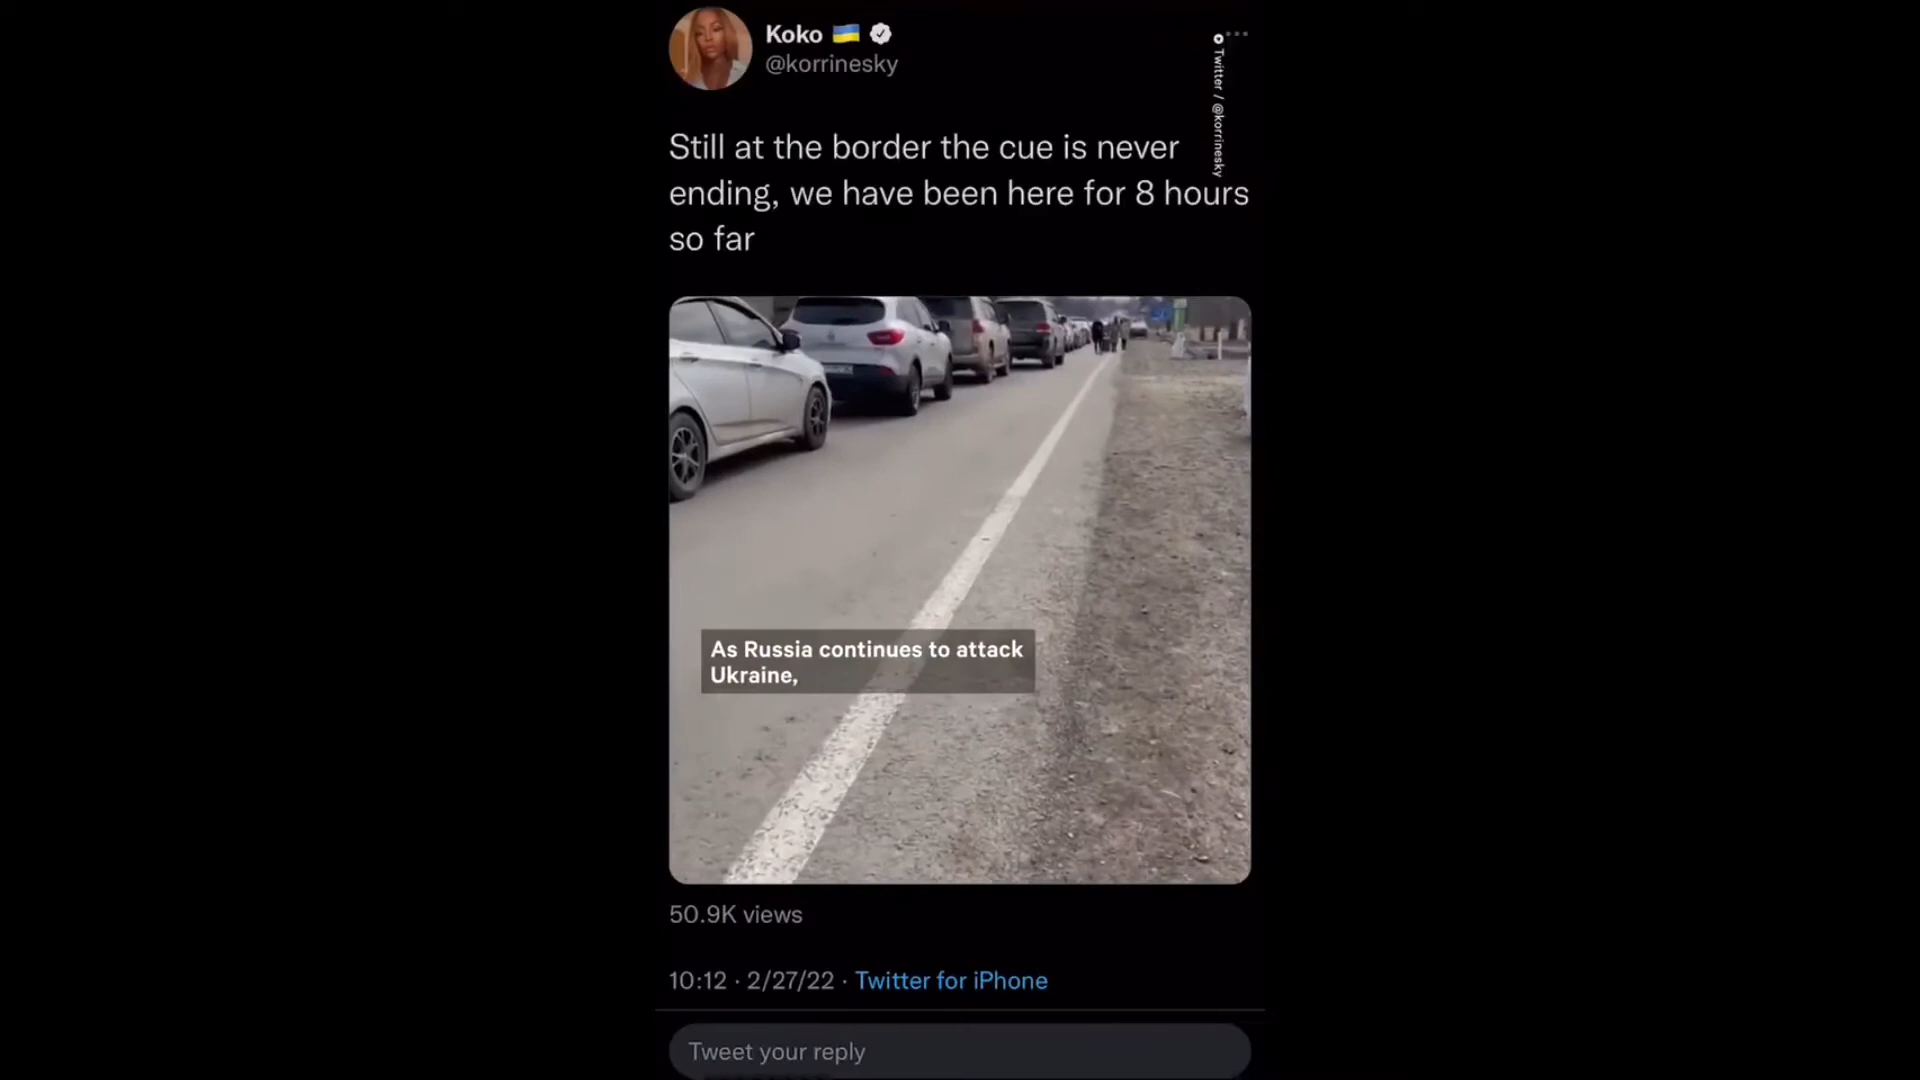 Koko 🇺🇦
@korrinesky
Twitter / @korrinesky
Still at the border the cue is never
ending, we have been here for 8 hours
so far
As Russia continues to attack
Ukraine,
50.9K views
10:12 · 2/27/22 · Twitter for iPhone
Tweet your reply